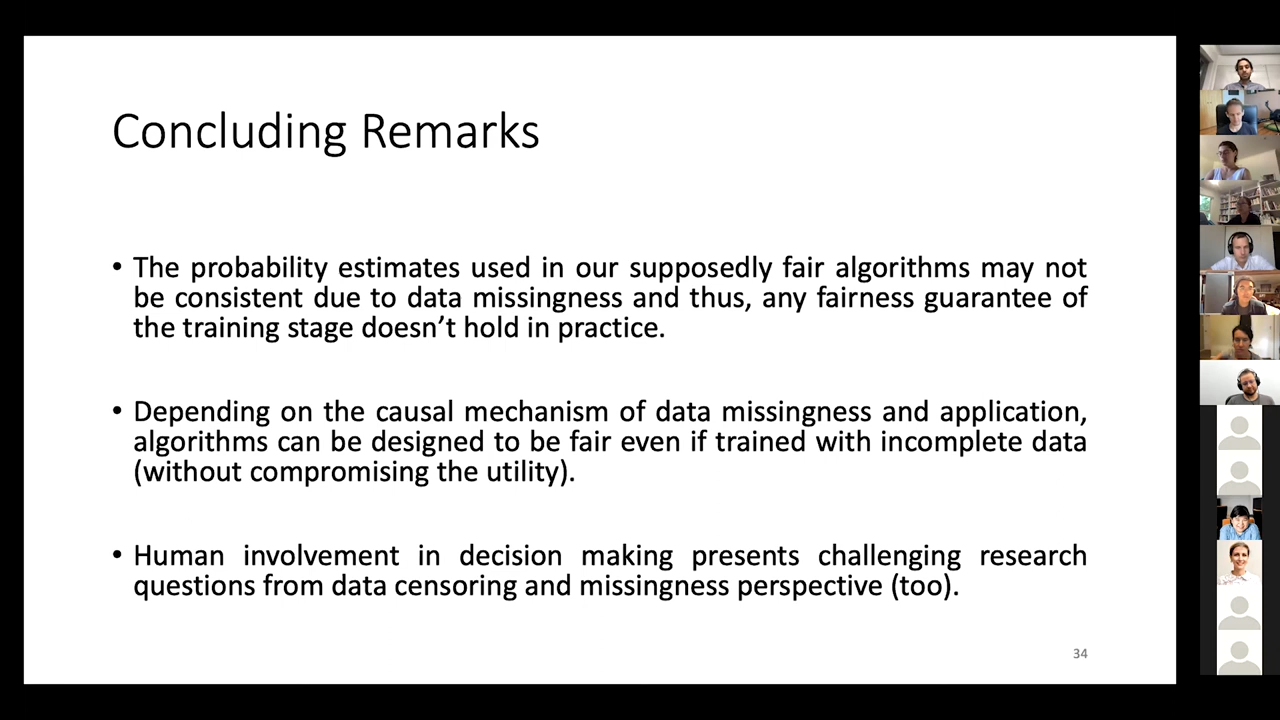 Concluding Remarks
• The probability estimates used in our supposedly fair algorithms may not
be consistent due to data missingness and thus, any fairness guarantee of
the training stage doesn’t hold in practice.
• Depending on the causal mechanism of data missingness and application,
algorithms can be designed to be fair even if trained with incomplete data
(without compromising the utility).
• Human involvement in decision making presents challenging research
questions from data censoring and missingness perspective (too).
34